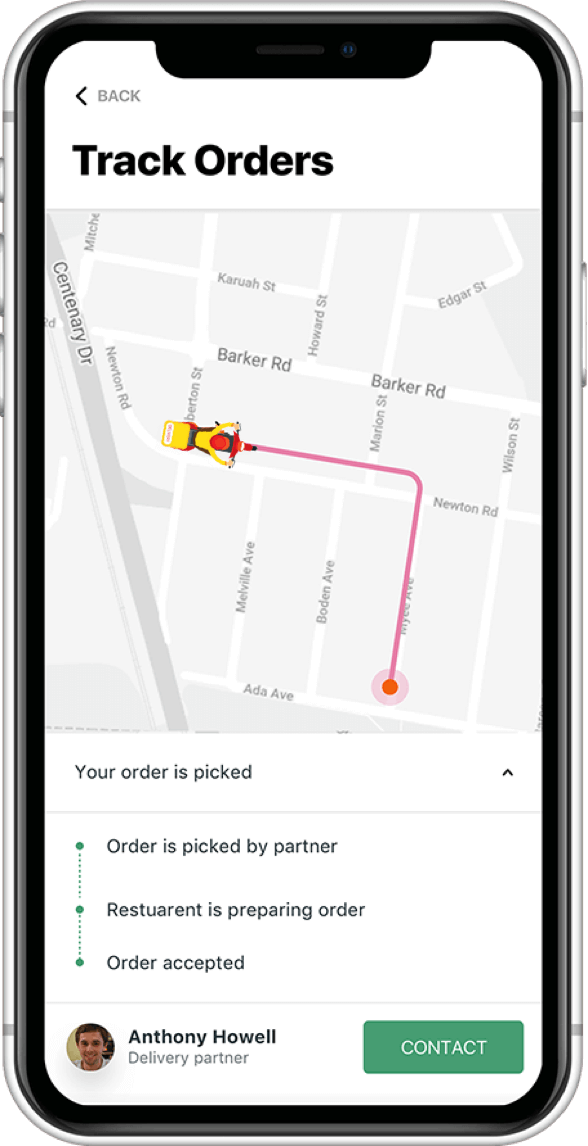 BACK
Track Orders
Mitche
Centenary Dr
Karuah St
Edgar St
Howard St
Rd
Newton Rd
Barker Rd
Barker Rd
berton St
Marion St
Wilson St
Newton Rd
Melville Ave
Boden Ave
Myee Ave
Ada Ave
Your order is picked
Order is picked by partner
Restuarent is preparing order
Order accepted
Anthony Howell
Delivery partner
CONTACT